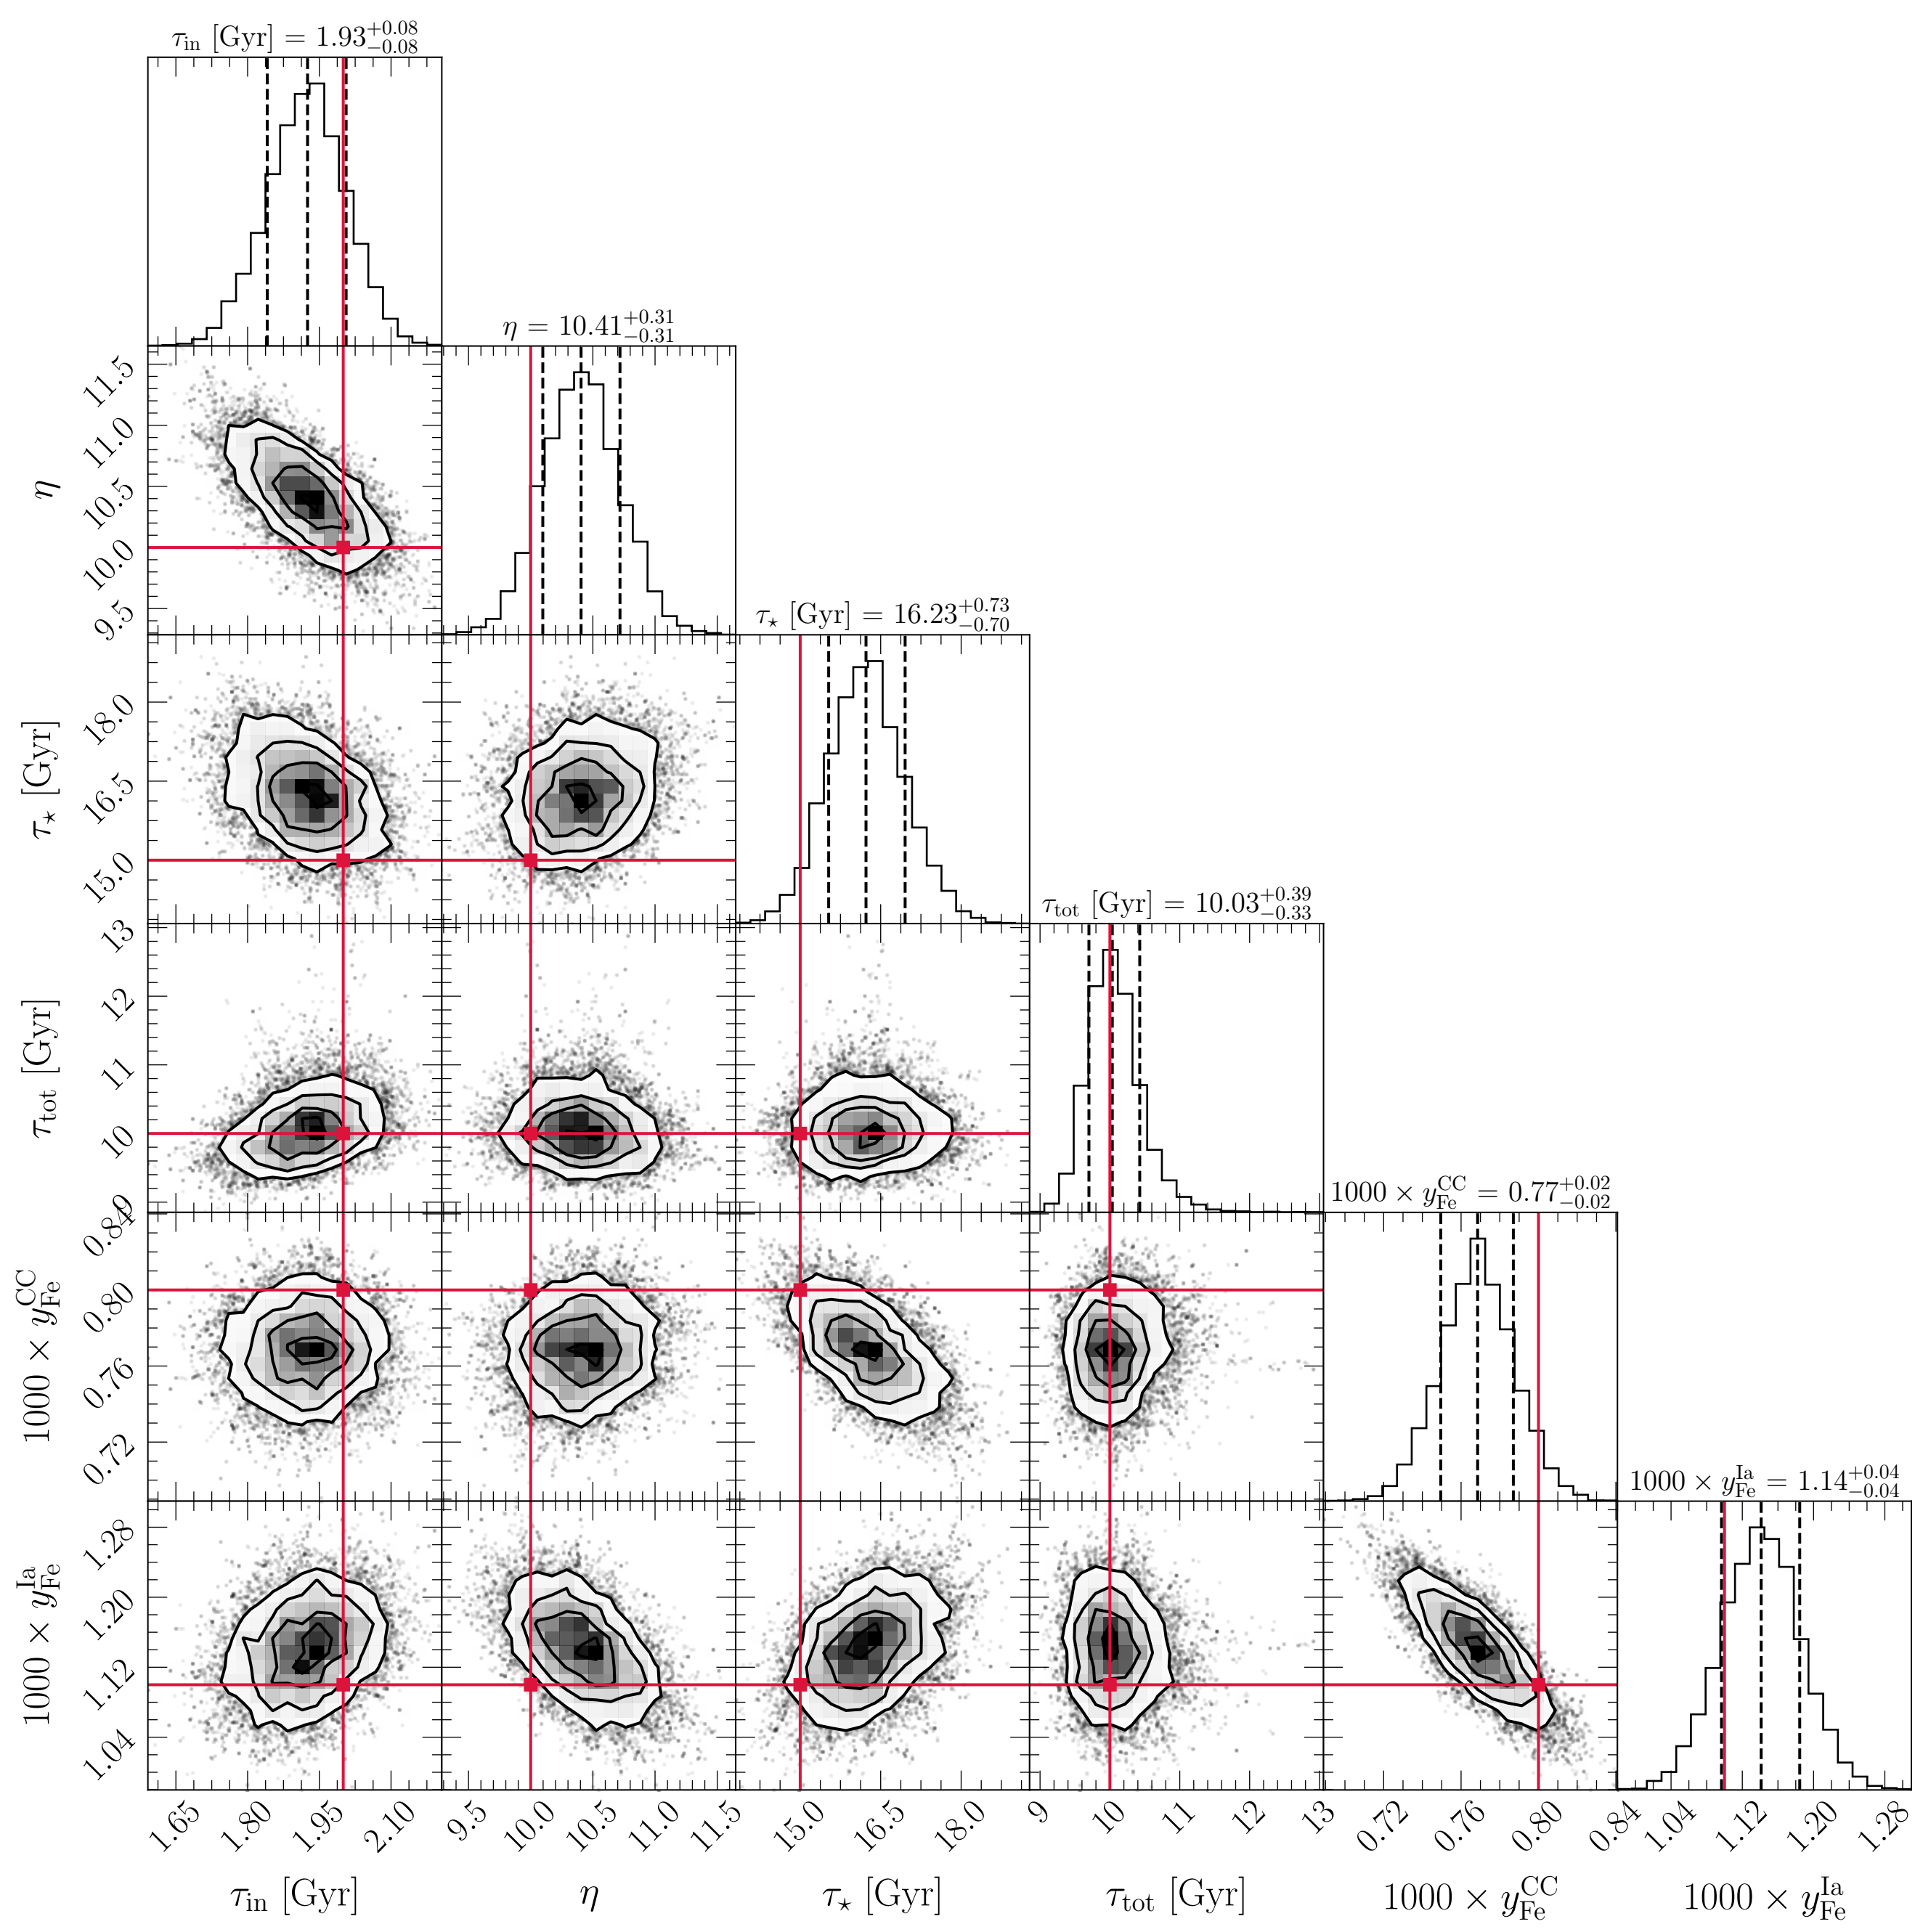 τ_in [Gyr] = 1.93^{+0.08}_{−0.08}
η = 10.41^{+0.31}_{−0.31}
11.5
11.0
10.5
10.0
9.5
η
τ_⋆ [Gyr] = 16.23^{+0.73}_{−0.70}
18.0
16.5
15.0
τ_⋆ [Gyr]
τ_tot [Gyr] = 10.03^{+0.39}_{−0.33}
13
12
11
10
9
τ_tot [Gyr]
1000 × y_Fe^CC = 0.77^{+0.02}_{−0.02}
0.84
0.80
0.76
0.72
1000 × y_Fe^CC
1000 × y_Fe^Ia = 1.14^{+0.04}_{−0.04}
1.28
1.20
1.12
1.04
1000 × y_Fe^Ia
1.65 1.80 1.95 2.10 9.5 10.0 10.5 11.0 11.5 15.0 16.5 18.0 9 10 11 12 13 0.72 0.76 0.80 0.84 1.04 1.12 1.20 1.28
τ_in [Gyr] η τ_⋆ [Gyr] τ_tot [Gyr] 1000 × y_Fe^CC 1000 × y_Fe^Ia